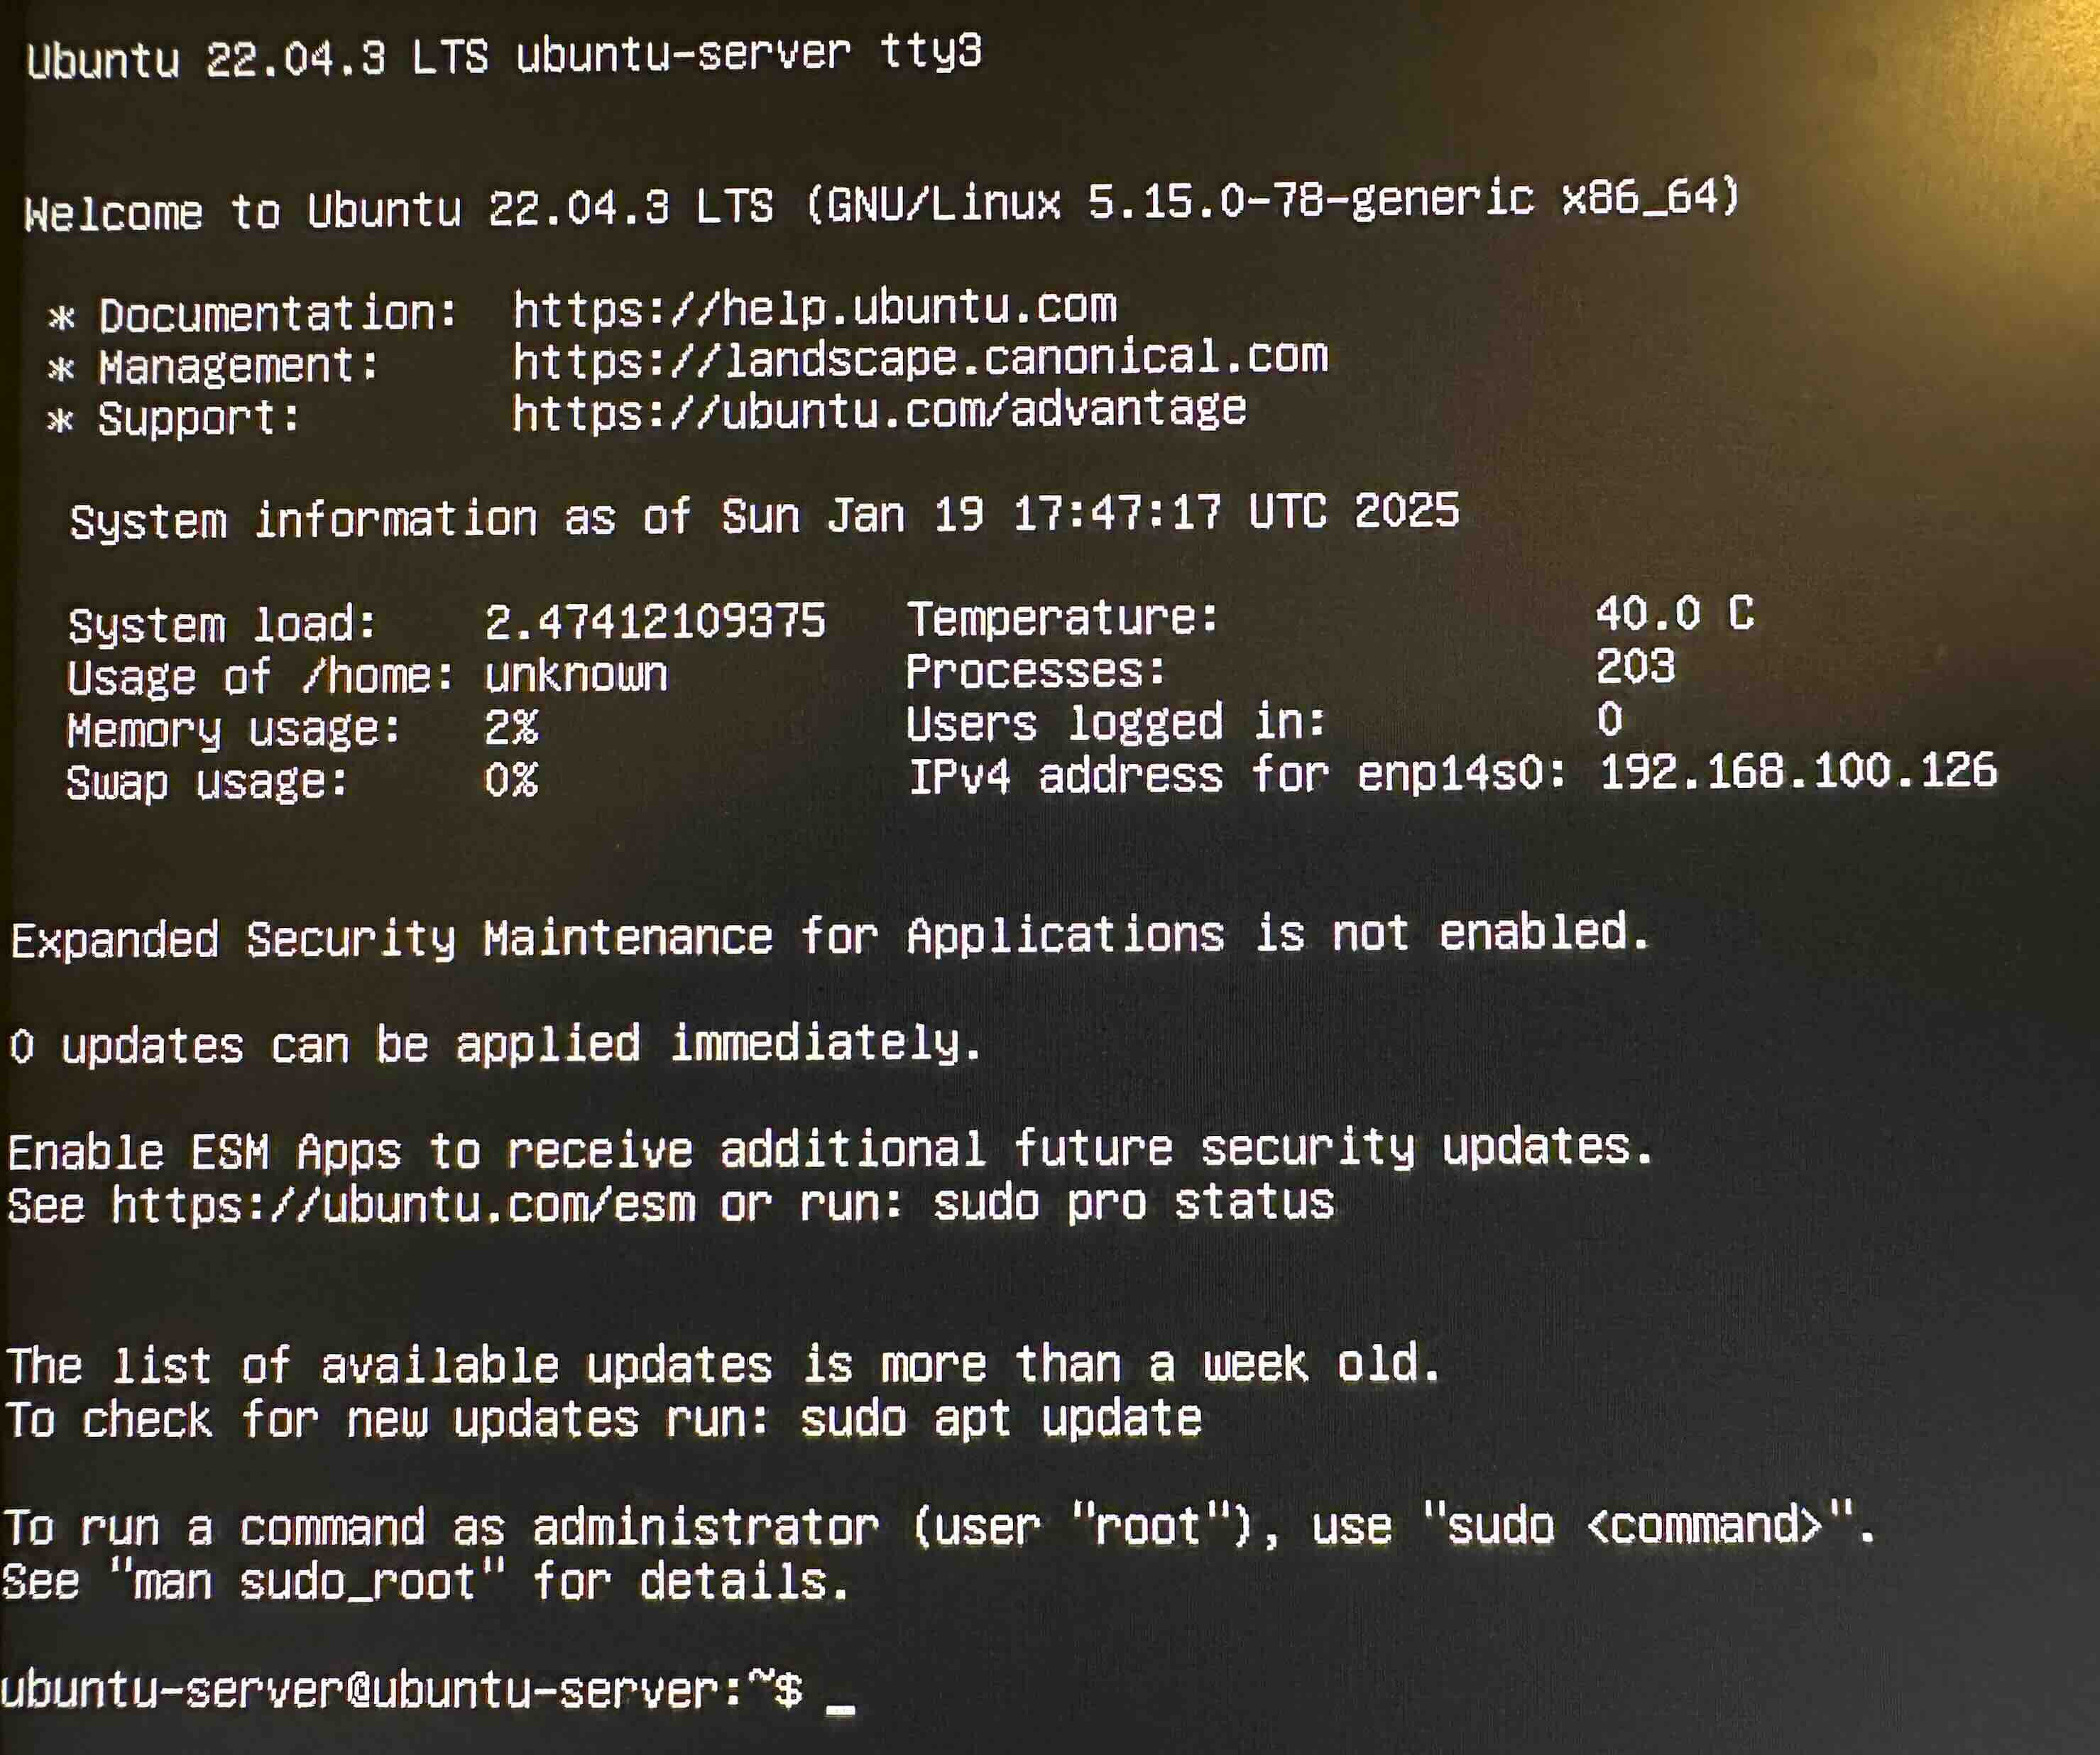 Ubuntu 22.04.3 LTS ubuntu-server tty3
Welcome to Ubuntu 22.04.3 LTS (GNU/Linux 5.15.0-78-generic x86_64)
* Documentation:  https://help.ubuntu.com
* Management:     https://landscape.canonical.com
* Support:        https://ubuntu.com/advantage
System information as of Sun Jan 19 17:47:17 UTC 2025
System load:    2.47412109375   Temperature:              40.0 C
Usage of /home: unknown         Processes:                203
Memory usage:   2%              Users logged in:          0
Swap usage:     0%              IPv4 address for enp14s0: 192.168.100.126
Expanded Security Maintenance for Applications is not enabled.
0 updates can be applied immediately.
Enable ESM Apps to receive additional future security updates.
See https://ubuntu.com/esm or run: sudo pro status
The list of available updates is more than a week old.
To check for new updates run: sudo apt update
To run a command as administrator (user "root"), use "sudo <command>".
See "man sudo_root" for details.
ubuntu-server@ubuntu-server:~$ _